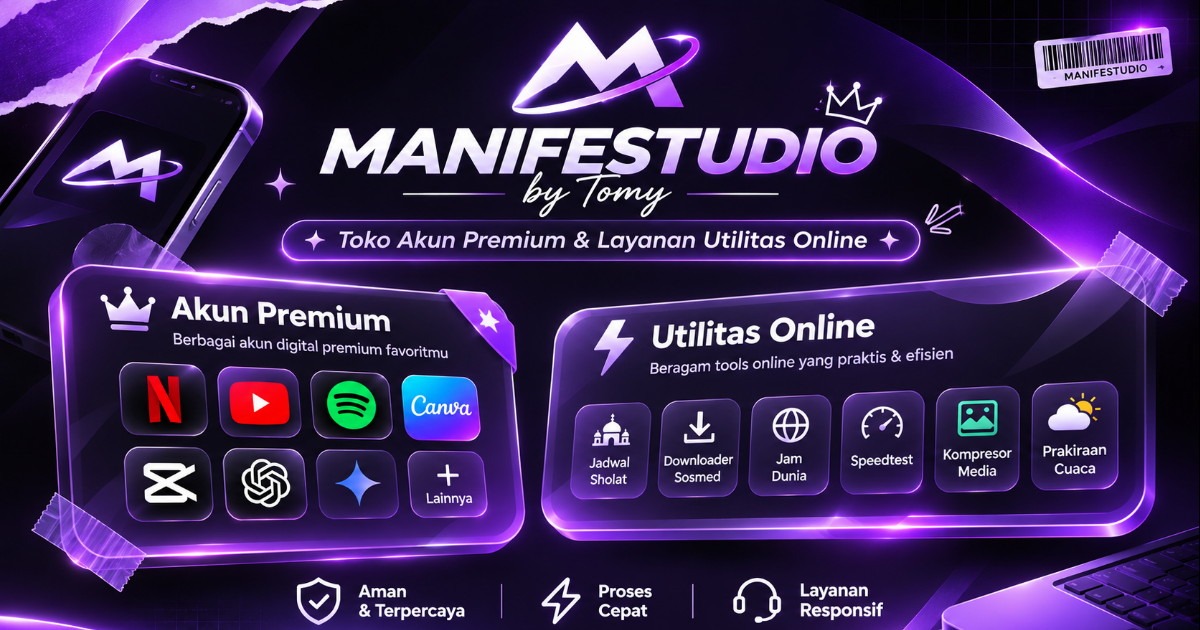 MANIFESTUDIO
MANIFESTUDIO
by Tomy
Toko Akun Premium & Layanan Utilitas Online
Akun Premium
Berbagai akun digital premium favoritmu
Canva
Lainnya
Utilitas Online
Beragam tools online yang praktis & efisien
Jadwal
Sholat
Downloader
Sosmed
Jam
Dunia
Speedtest
Kompresor
Media
Prakiraan
Cuaca
Aman
& Terpercaya
Proses
Cepat
Layanan
Responsif